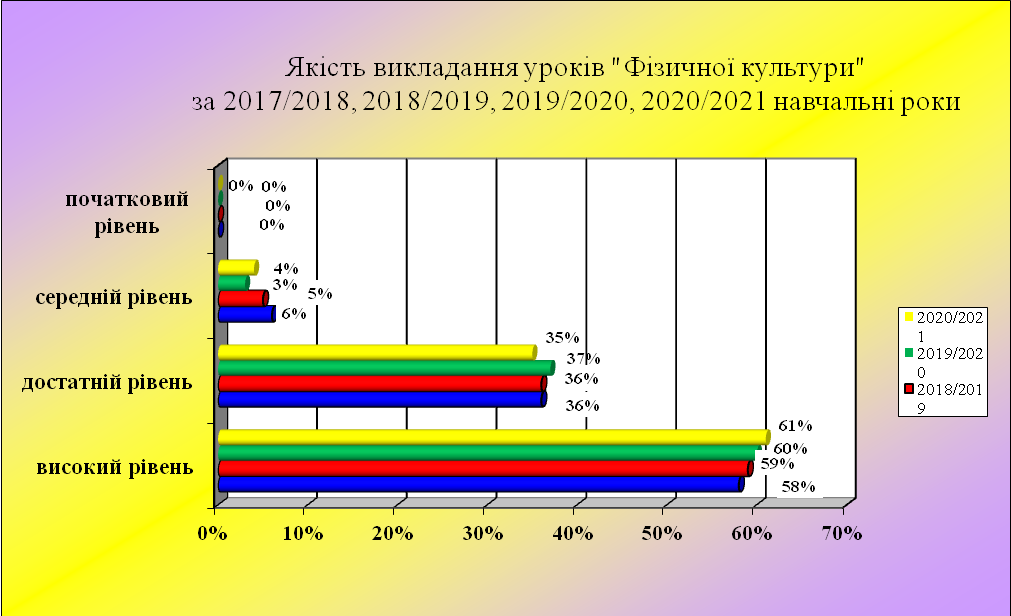 Якість викладання уроків "Фізичної культури"
за 2017/2018, 2018/2019, 2019/2020, 2020/2021 навчальні роки
початковий
рівень
0% 0%
0%
0%
середній рівень
4%
3%
5%
6%
достатній рівень
35%
37%
36%
36%
високий рівень
61%
60%
59%
58%
0% 10% 20% 30% 40% 50% 60% 70%
2020/202
1
2019/202
0
2018/201
9